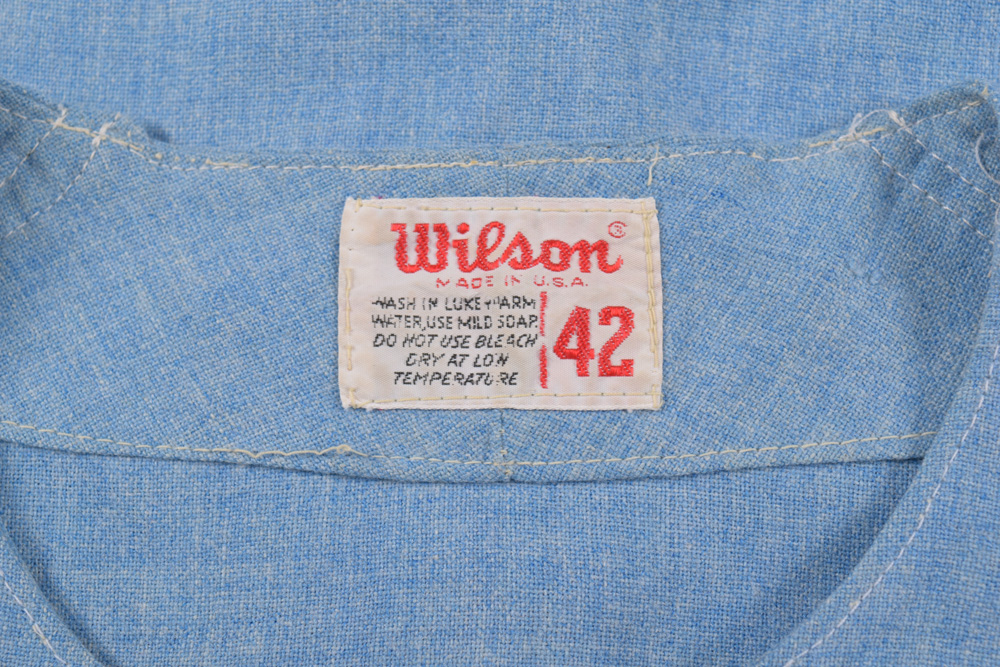 Wilson ©
MADE IN U.S.A.
WASH IN LUKE WARM
WATER, USE MILD SOAP.
DO NOT USE BLEACH
DRY AT LOW
TEMPERATURE
42